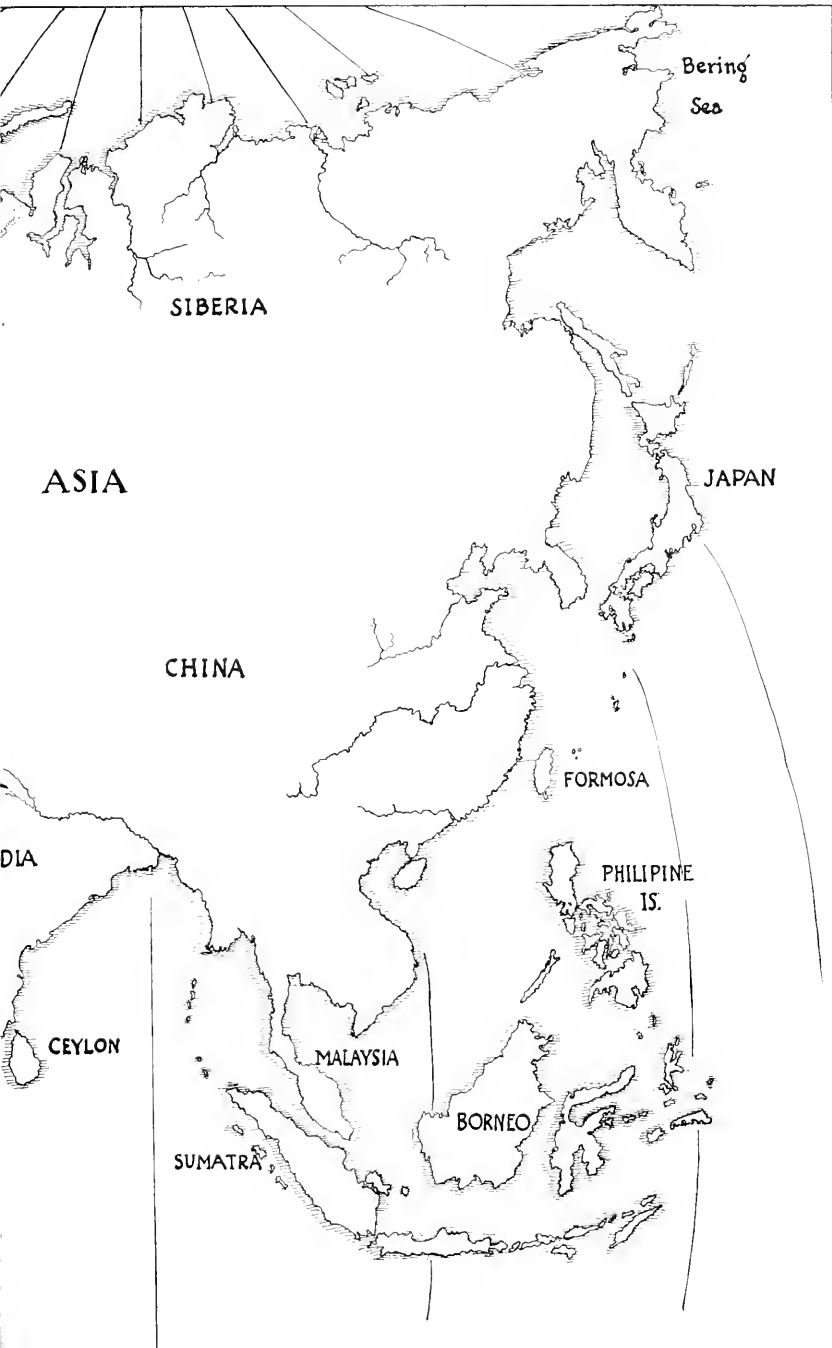 Bering
Sea
SIBERIA
ASIA
JAPAN
CHINA
FORMOSA
DIA
PHILIPINE
IS.
CEYLON
MALAYSIA
BORNEO
SUMATRA